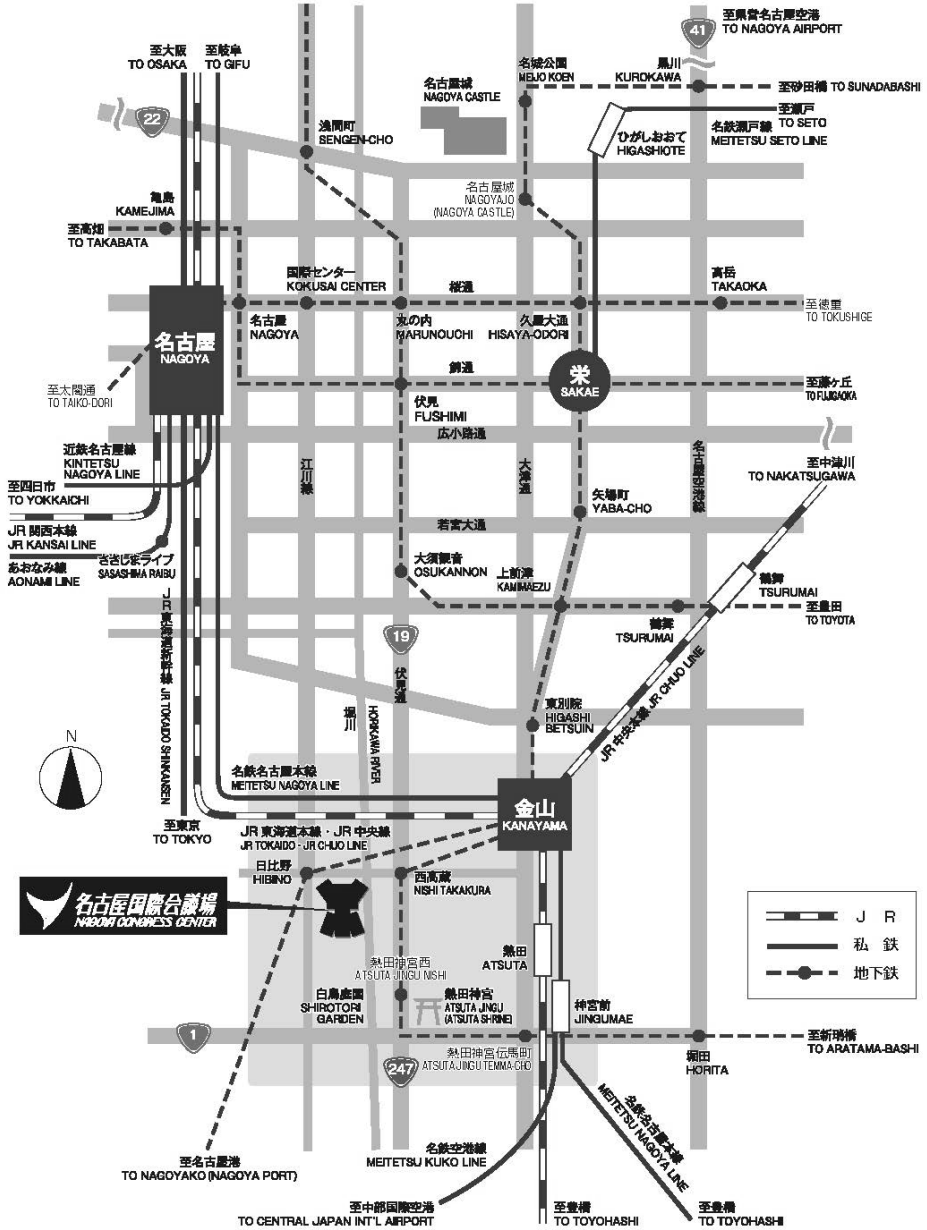 41
至県営名古屋空港
TO NAGOYA AIRPORT
至大阪
TO OSAKA
至岐阜
TO GIFU
名城公園
MEIJO KOEN
黒川
KUROKAWA
至砂田橋 TO SUNADABASHI
名古屋城
NAGOYA CASTLE
至瀬戸
TO SETO
22
浅間町
SENGEN-CHO
ひがしおおて
HIGASHIOTE
名鉄瀬戸線
MEITETSU SETO LINE
名古屋城
NAGOYAJO
(NAGOYA CASTLE)
亀島
KAMEJIMA
至高畑
TO TAKABATA
国際センター
KOKUSAI CENTER
桜通
高岳
TAKAOKA
至徳重
TO TOKUSHIGE
名古屋
NAGOYA
名古屋
NAGOYA
丸の内
MARUNOUCHI
久屋大通
HISAYA-ODORI
錦通
栄
SAKAE
至太閤通
TO TAIKO-DORI
至藤ヶ丘
TO FUJIGAOKA
伏見
FUSHIMI
広小路通
近鉄名古屋線
KINTETSU
NAGOYA LINE
江川線
大津通
名古屋空港線
至中津川
TO NAKATSUGAWA
至四日市
TO YOKKAICHI
矢場町
YABA-CHO
JR 関西本線
JR KANSAI LINE
若宮大通
あおなみ線
AONAMI LINE
ささしまライブ
SASASHIMA RAIBU
大須観音
OSUKANNON
上前津
KAMIMAEZU
鶴舞
TSURUMAI
至豊田
TO TOYOTA
鶴舞
TSURUMAI
19
伏見通
JR 東海道新幹線 JR TOKAIDO SHINKANSEN
堀川
HORIKAWA RIVER
東別院
HIGASHI
BETSUIN
JR 中央本線 JR CHUO LINE
N
名鉄名古屋本線
MEITETSU NAGOYA LINE
金山
KANAYAMA
至東京
TO TOKYO
JR 東海道本線・JR 中央線
JR TOKAIDO・JR CHUO LINE
日比野
HIBINO
西高蔵
NISHI TAKAKURA
名古屋国際会議場
NAGOYA CONGRESS CENTER
J R
私 鉄
地下鉄
熱田
ATSUTA
熱田神宮西
ATSUTA JINGU NISHI
白鳥庭園
SHIROTORI
GARDEN
熱田神宮
ATSUTA JINGU
(ATSUTA SHRINE)
神宮前
JINGUMAE
1
至新瑞橋
TO ARATAMA-BASHI
熱田神宮伝馬町
ATSUTAJINGU TEMMA-CHO
堀田
HORITA
247
名鉄名古屋本線
MEITETSU NAGOYA LINE
名鉄空港線
MEITETSU KUKO LINE
至名古屋港
TO NAGOYAKO (NAGOYA PORT)
至中部国際空港
TO CENTRAL JAPAN INT'L AIRPORT
至豊橋
TO TOYOHASHI
至豊橋
TO TOYOHASHI